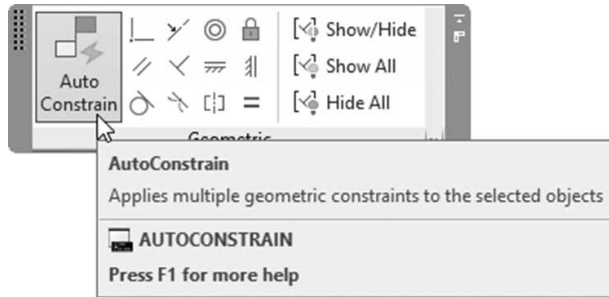 Auto
Constrain
Show/Hide
Show All
Hide All
Geometric
AutoConstrain
Applies multiple geometric constraints to the selected objects
AUTOCONSTRAIN
Press F1 for more help